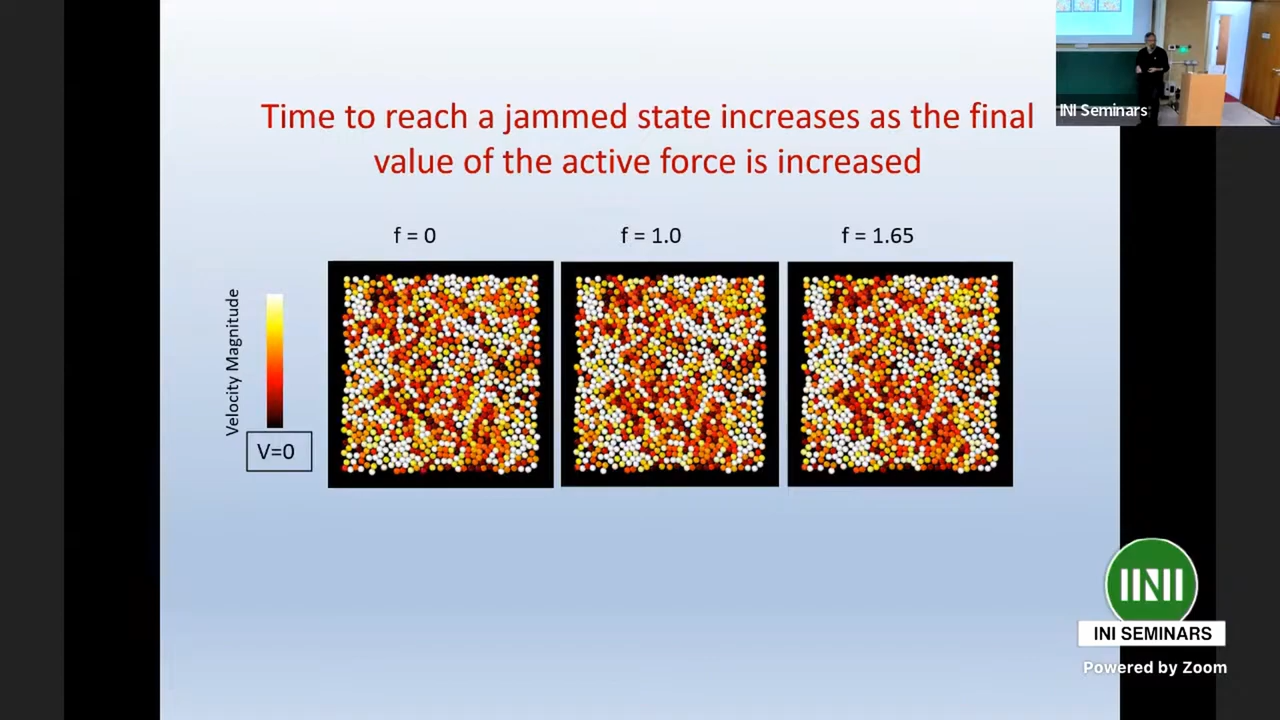 Time to reach a jammed state increases as the final
value of the active force is increased
INI Seminars
f = 0
f = 1.0
f = 1.65
Velocity Magnitude
V=0
INI
INI SEMINARS
Powered by Zoom